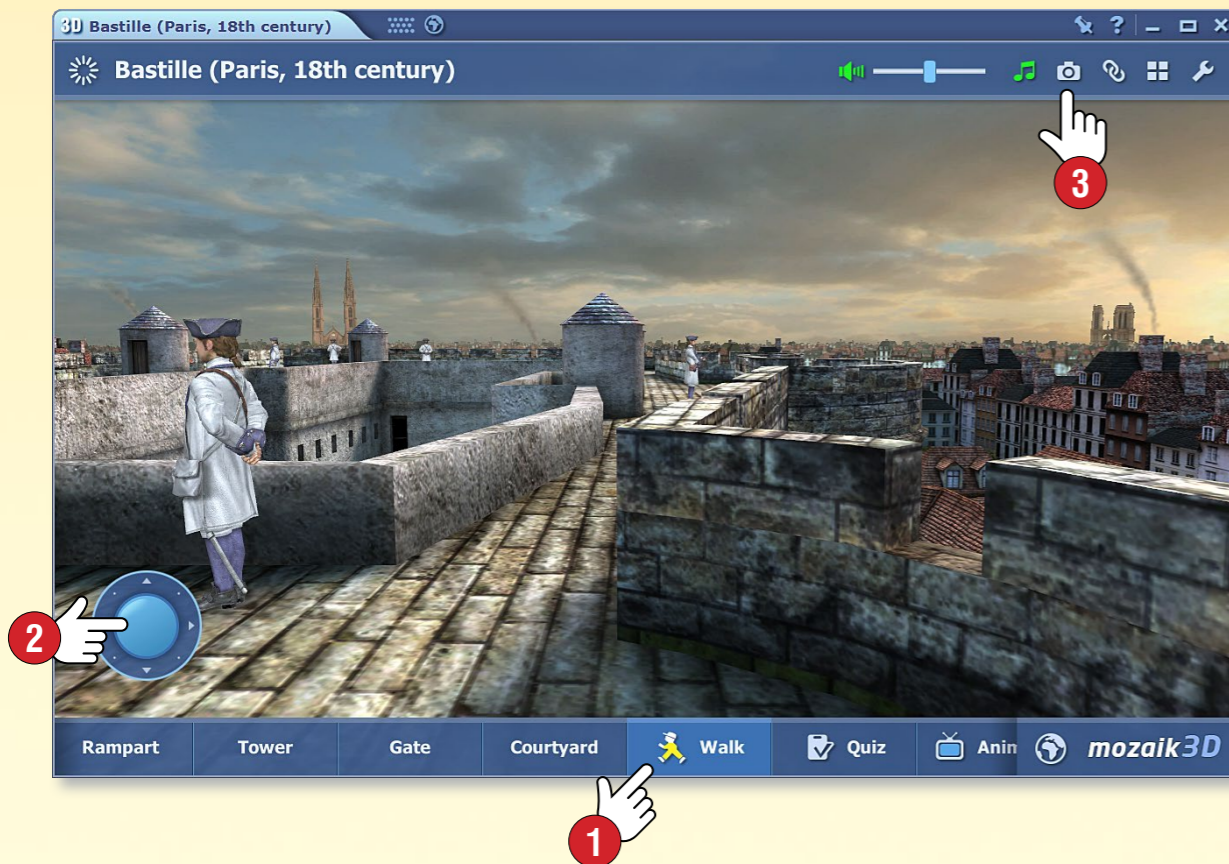 3D Bastille (Paris, 18th century)
Bastille (Paris, 18th century)
3
2
Rampart Tower Gate Courtyard Walk Quiz Anim mozaik3D
1